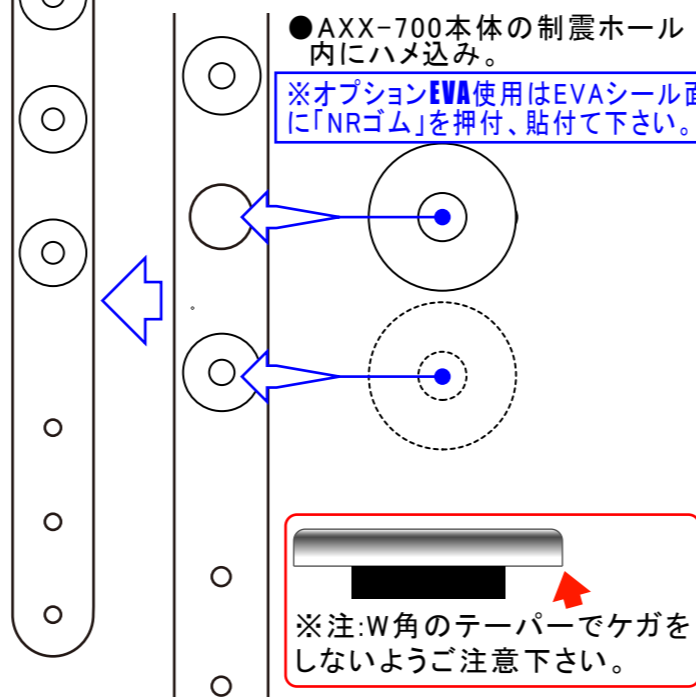 ●AXX-700本体の制震ホール
内にハメ込み。
※オプションEVA使用はEVAシール面
に「NRゴム」を押付、貼付て下さい。
※注:W角のテーパーでケガを
しないようご注意下さい。